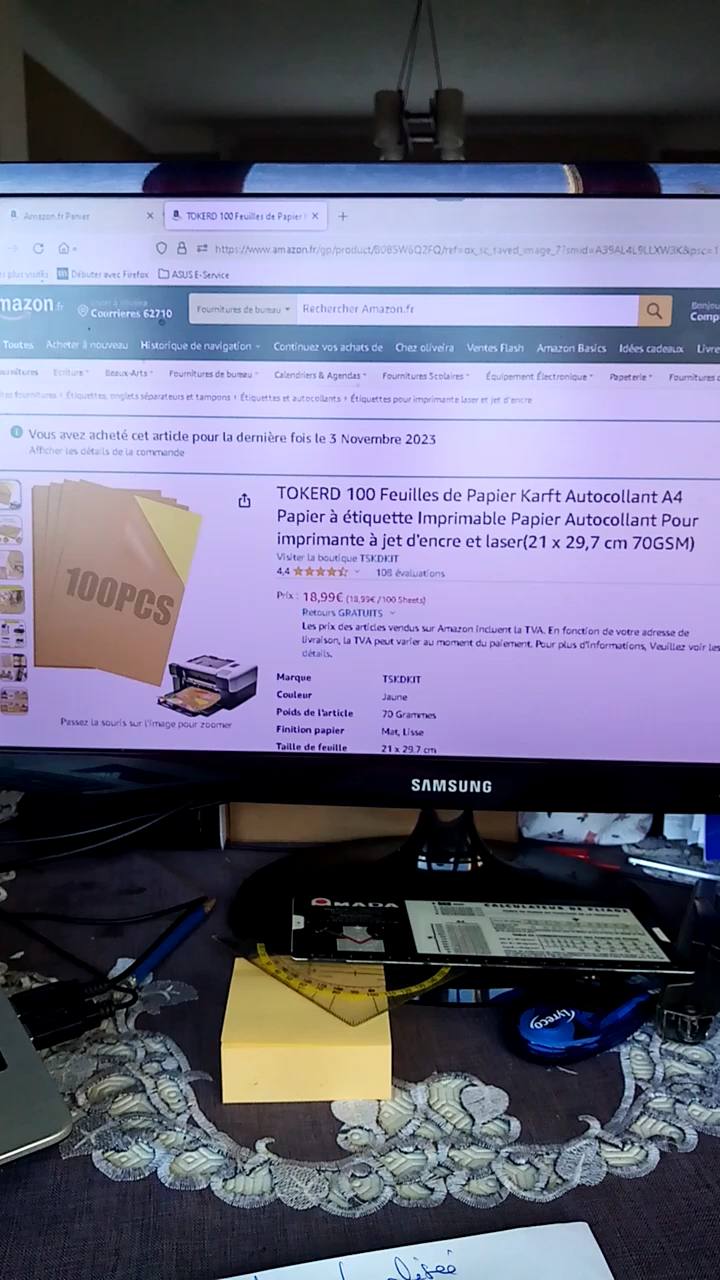 Amazon.fr Panier
TOKERD 100 Feuilles de Papier
https://www.amazon.fr/gp/product/B085W6Q2FQ/ref=ox_sc_saved_image_7?smid=A39AL4L9LLXW3K&psc=1
Débuter avec Firefox ASUS E-Service
mazon.fr
Courrieres 62710
Fournitures de bureau
Rechercher Amazon.fr
Toutes Acheter à nouveau Historique de navigation Continuez vos achats de Chez oliveira Ventes Flash Amazon Basics Idées cadeaux Livre
Ecriture Beaux-Arts Fournitures de bureau Calendriers & Agendas Fournitures Scolaires Équipement Électronique Papeterie Fournitures
Étiquettes, onglets séparateurs et tampons › Étiquettes et autocollants › Étiquettes pour imprimante laser et jet d'encre
Vous avez acheté cet article pour la dernière fois le 3 Novembre 2023
Afficher les détails de la commande
100PCS
Passez la souris sur l'image pour zoomer
TOKERD 100 Feuilles de Papier Karft Autocollant A4
Papier à étiquette Imprimable Papier Autocollant Pour
imprimante à jet d'encre et laser(21 x 29,7 cm 70GSM)
Visiter la boutique TSKDKIT
4,4 108 évaluations
Prix : 18,99€ (18,99€ / 100 Sheets)
Retours GRATUITS
Les prix des articles vendus sur Amazon incluent la TVA. En fonction de votre adresse de
livraison, la TVA peut varier au moment du paiement. Pour plus d'informations, Veuillez voir les
détails.
Marque TSKDKIT
Couleur Jaune
Poids de l'article 70 Grammes
Finition papier Mat, Lisse
Taille de feuille 21 x 29.7 cm
SAMSUNG
AMADA
Lyreco